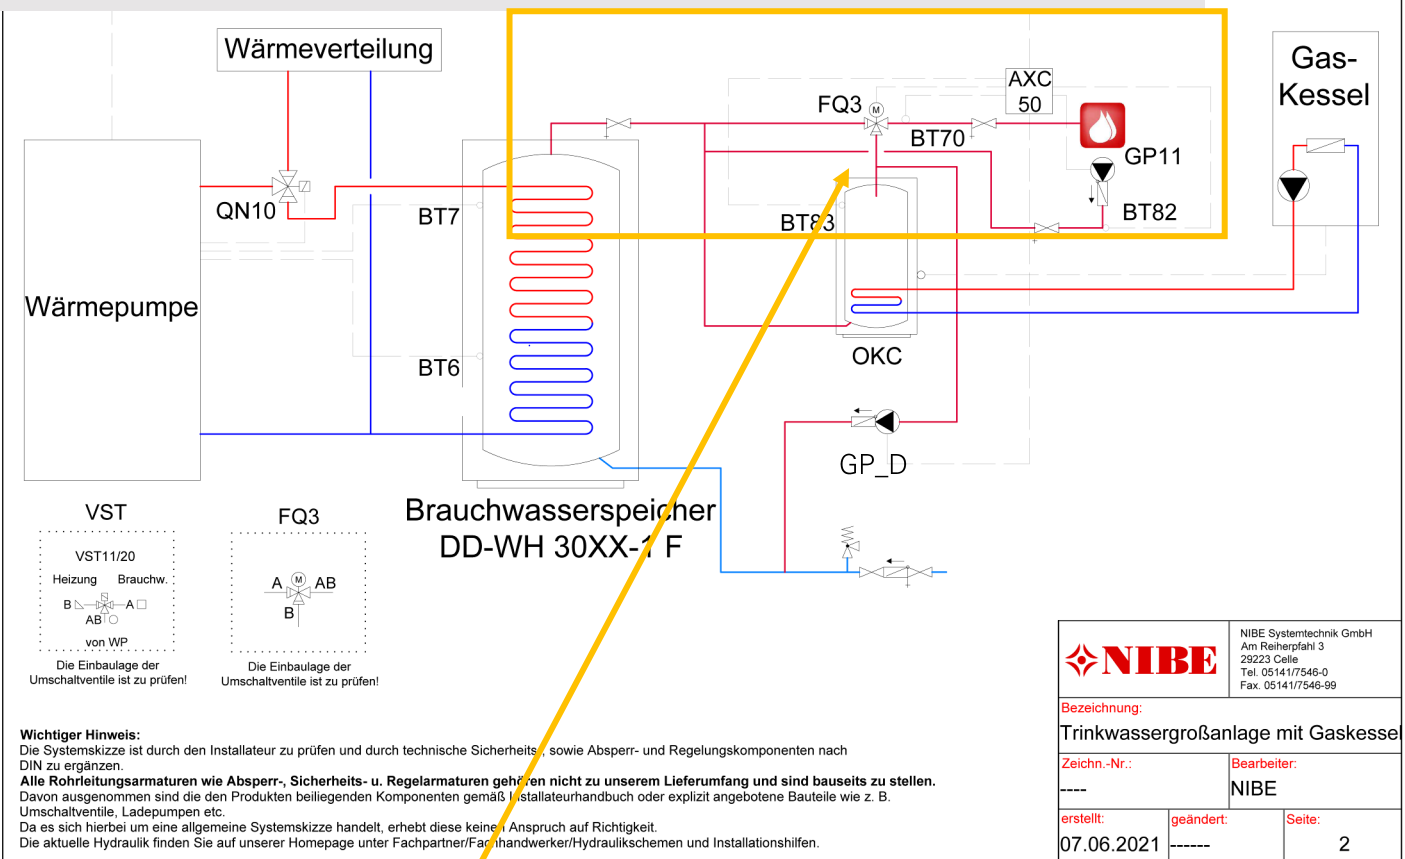 Wärmeverteilung
Gas-
Kessel
AXC
50
FQ3
M
BT70
GP11
QN10
BT7
BT83
BT82
Wärmepumpe
BT6
OKC
GP_D
Brauchwasserspeicher
DD-WH 30XX-1 F
VST
VST11/20
Heizung Brauchw.
B A
AB
von WP
Die Einbaulage der
Umschaltventile ist zu prüfen!
FQ3
M
A AB
B
Die Einbaulage der
Umschaltventile ist zu prüfen!
Wichtiger Hinweis:
Die Systemskizze ist durch den Installateur zu prüfen und durch technische Sicherheits-, sowie Absperr- und Regelungskomponenten nach
DIN zu ergänzen.
Alle Rohrleitungsarmaturen wie Absperr-, Sicherheits- u. Regelarmaturen gehören nicht zu unserem Lieferumfang und sind bauseits zu stellen.
Davon ausgenommen sind die den Produkten beiliegenden Komponenten gemäß Installateurhandbuch oder explizit angebotene Bauteile wie z. B.
Umschaltventile, Ladepumpen etc.
Da es sich hierbei um eine allgemeine Systemskizze handelt, erhebt diese keinen Anspruch auf Richtigkeit.
Die aktuelle Hydraulik finden Sie auf unserer Homepage unter Fachpartner/Fachhandwerker/Hydraulikschemen und Installationshilfen.
NIBE
NIBE Systemtechnik GmbH
Am Reiherpfahl 3
29223 Celle
Tel. 05141/7546-0
Fax. 05141/7546-99
Bezeichnung:
Trinkwassergroßanlage mit Gaskessel
Zeichn.-Nr.:
----
Bearbeiter:
NIBE
erstellt:
07.06.2021
geändert:
------
Seite:
2